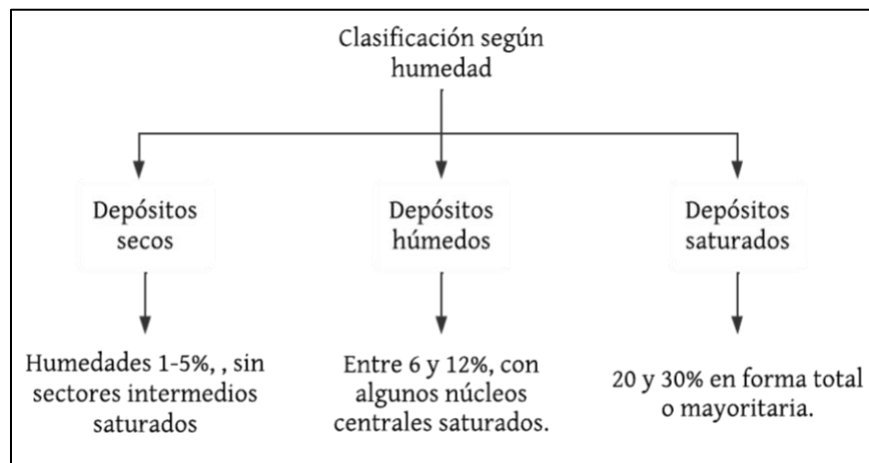 Clasificación según
humedad
Depósitos
secos
Depósitos
húmedos
Depósitos
saturados
Humedades 1-5%, , sin
sectores intermedios
saturados
Entre 6 y 12%, con
algunos núcleos
centrales saturados.
20 y 30% en forma total
o mayoritaria.